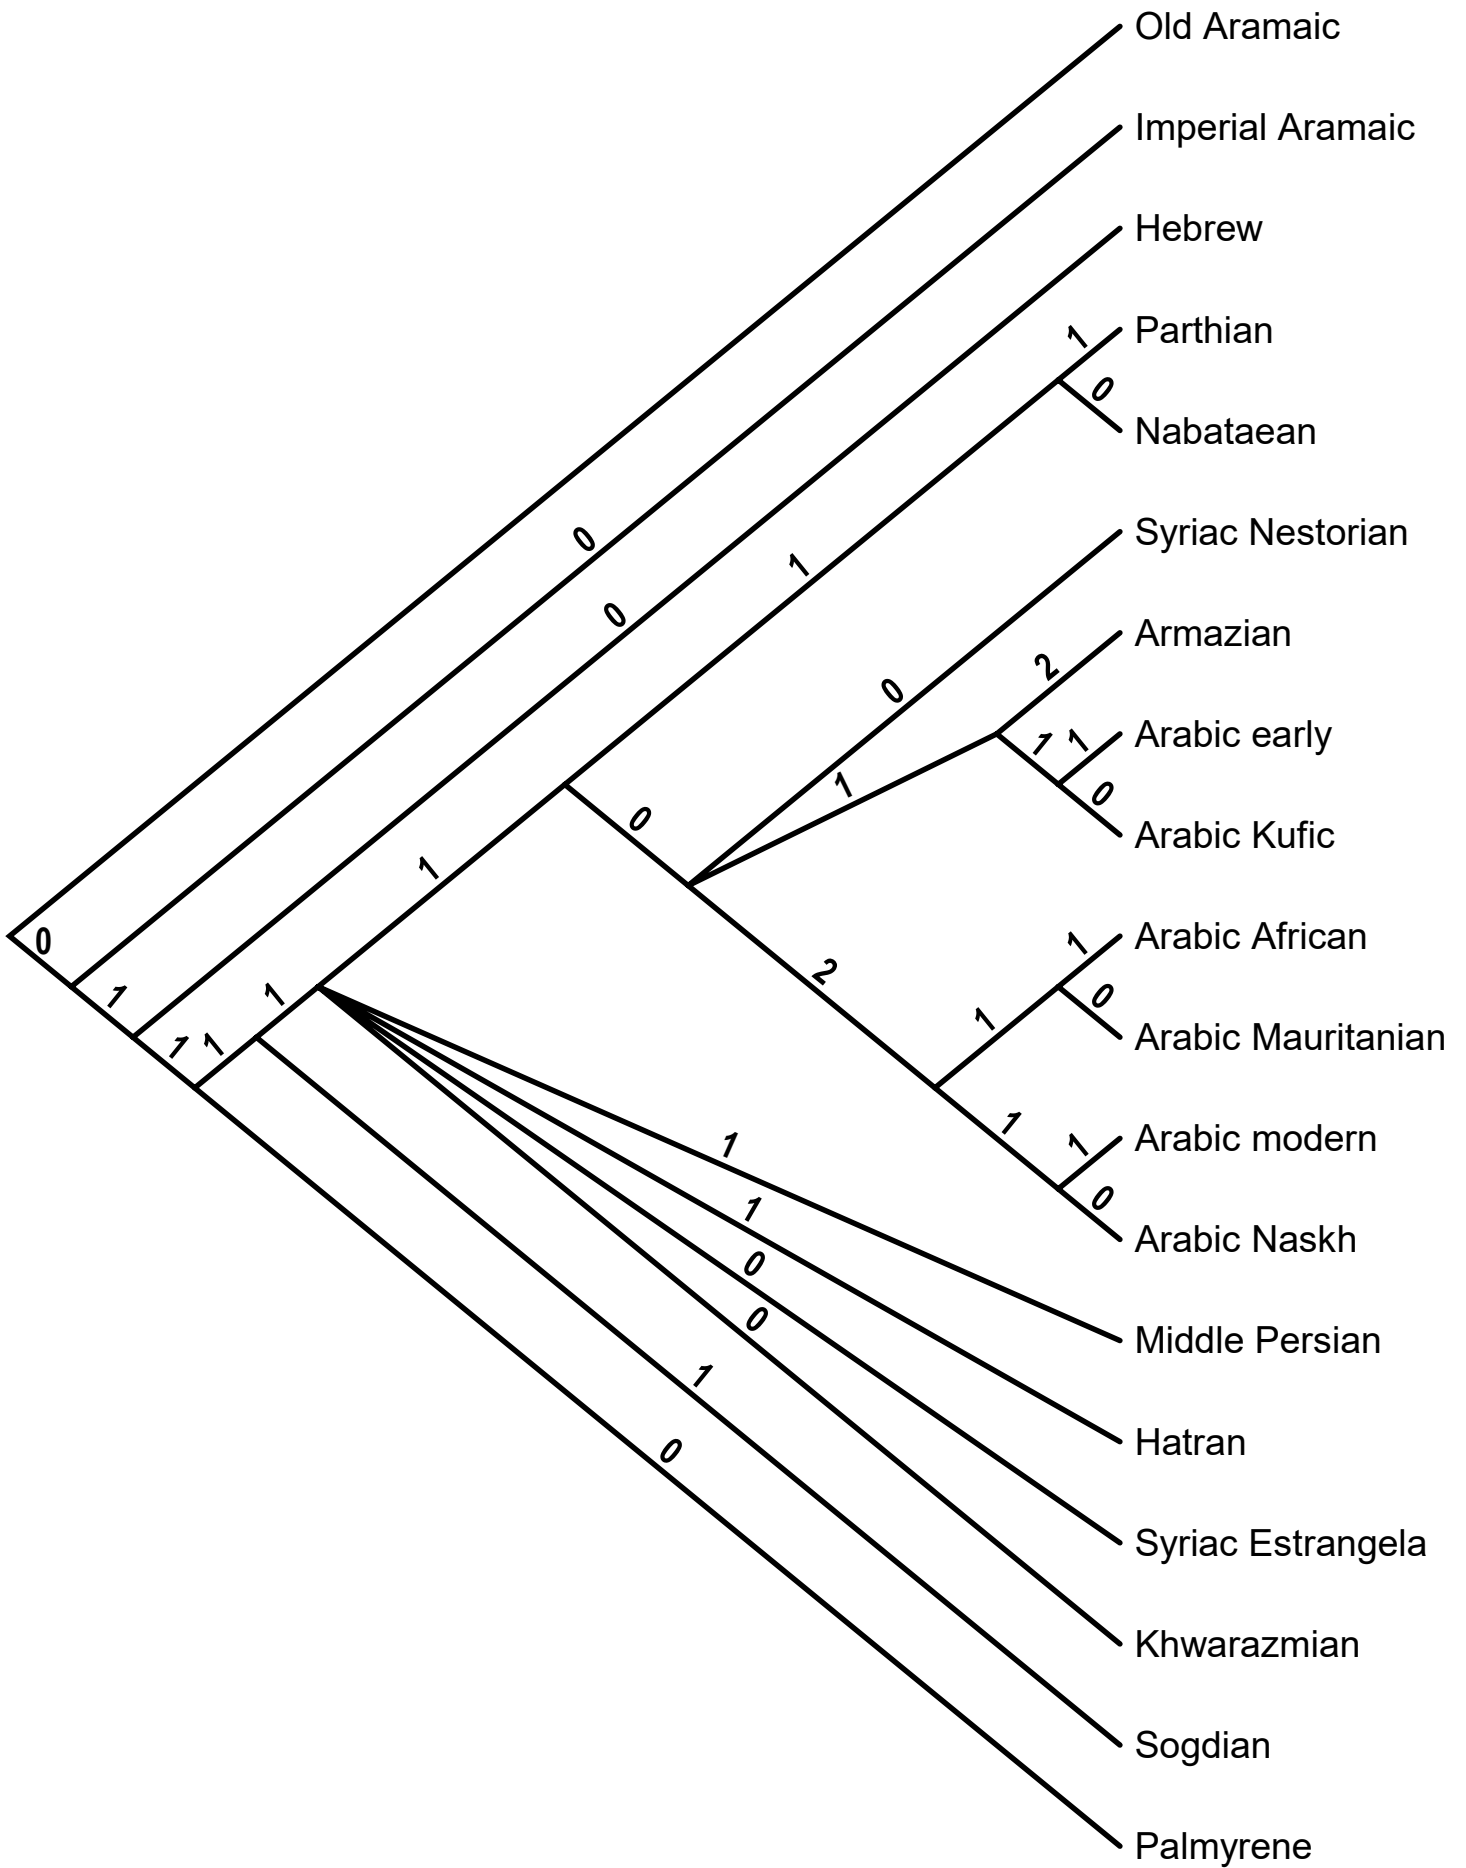 Old Aramaic
Imperial Aramaic
Hebrew
1 Parthian
0
Nabataean
0
Syriac Nestorian
1
0
2 Armazian
0
1 1 Arabic early
1
0
0
Arabic Kufic
1
0
1 Arabic African
2
1
0
1
1
1 1
1
0
Arabic Mauritanian
1
1
1 Arabic modern
0
Arabic Naskh
1
0
0
Middle Persian
1
Hatran
0
Syriac Estrangela
Khwarazmian
Sogdian
Palmyrene